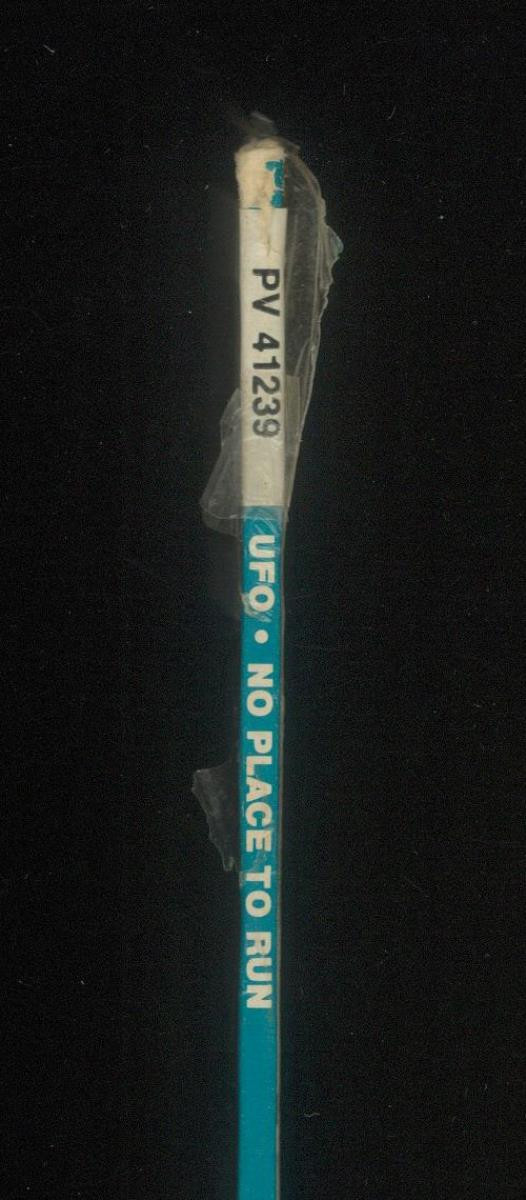 PV 41239
UFO • NO PLACE TO RUN